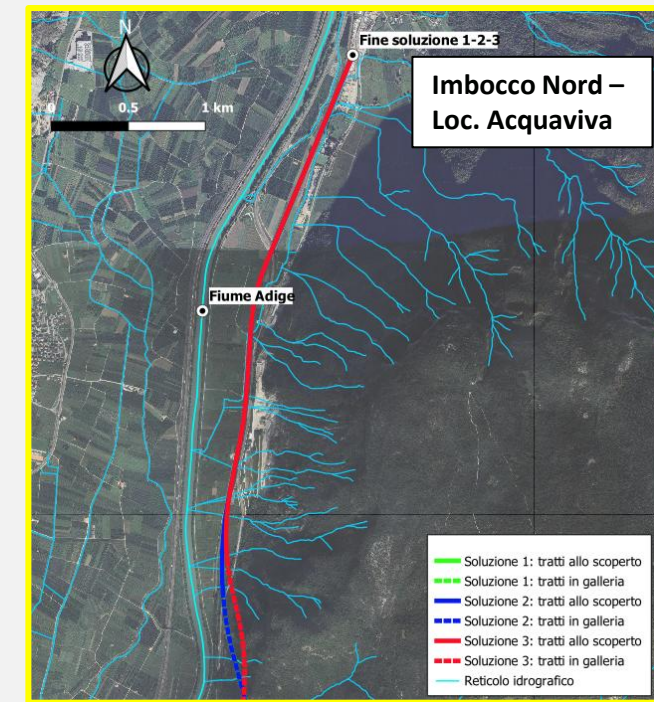 Fine soluzione 1-2-3
N
0 0.5 1 km
Imbocco Nord –
Loc. Acquaviva
Fiume Adige
Soluzione 1: tratti allo scoperto
Soluzione 1: tratti in galleria
Soluzione 2: tratti allo scoperto
Soluzione 2: tratti in galleria
Soluzione 3: tratti allo scoperto
Soluzione 3: tratti in galleria
Reticolo idrografico